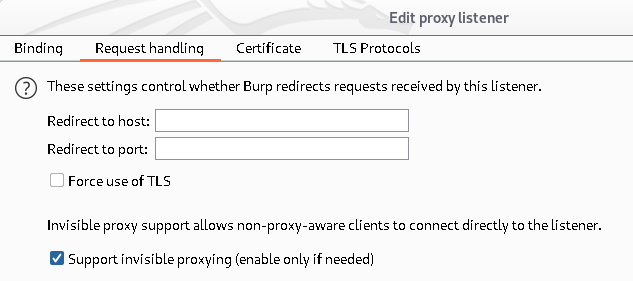 Edit proxy listener
Binding Request handling Certificate TLS Protocols
? These settings control whether Burp redirects requests received by this listener.
Redirect to host:
Redirect to port:
Force use of TLS
Invisible proxy support allows non-proxy-aware clients to connect directly to the listener.
Support invisible proxying (enable only if needed)